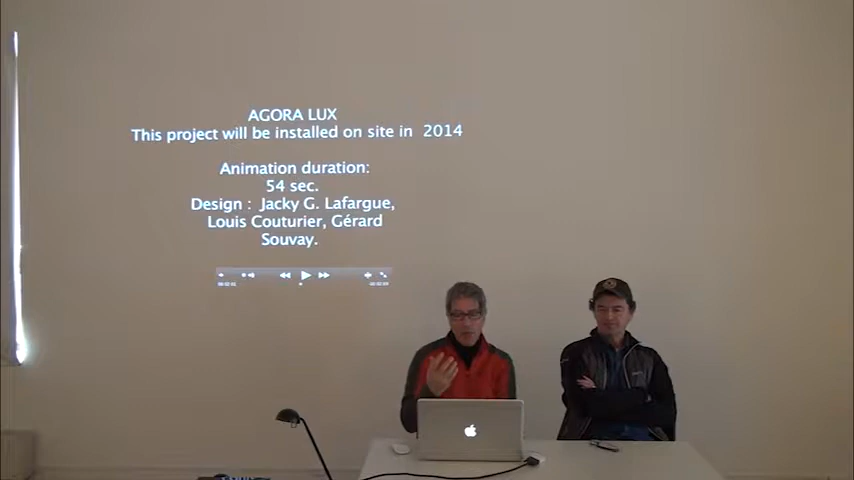 AGORA LUX
This project will be installed on site in 2014
Animation duration:
54 sec.
Design : Jacky G. Lafargue,
Louis Couturier, Gérard
Souvay.